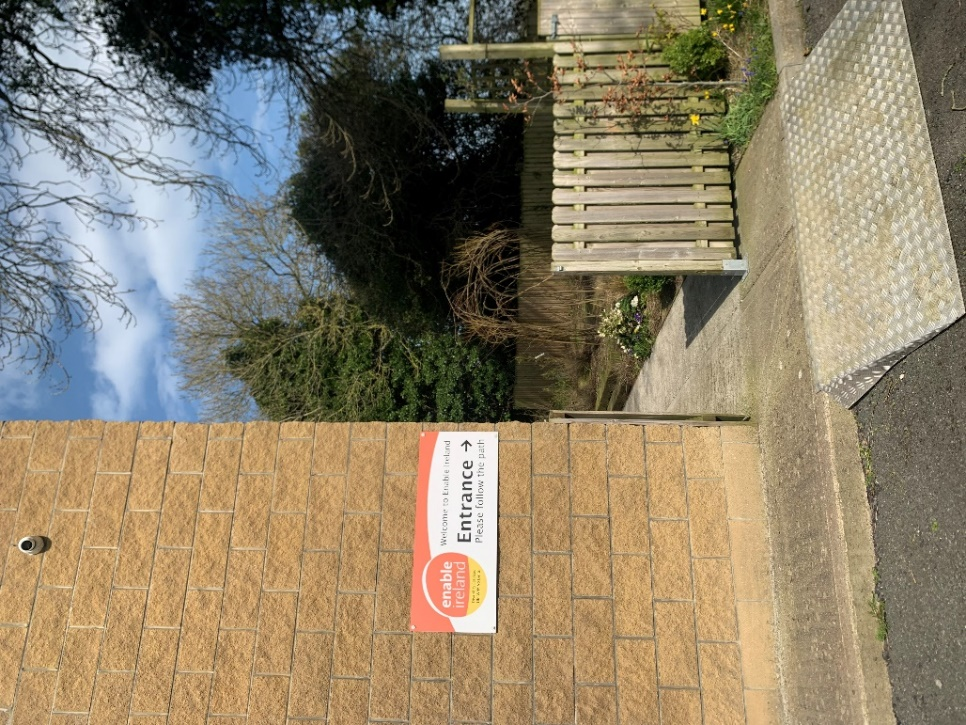 enable
ireland
Welcome to Enable Ireland
Entrance →
Please follow the path